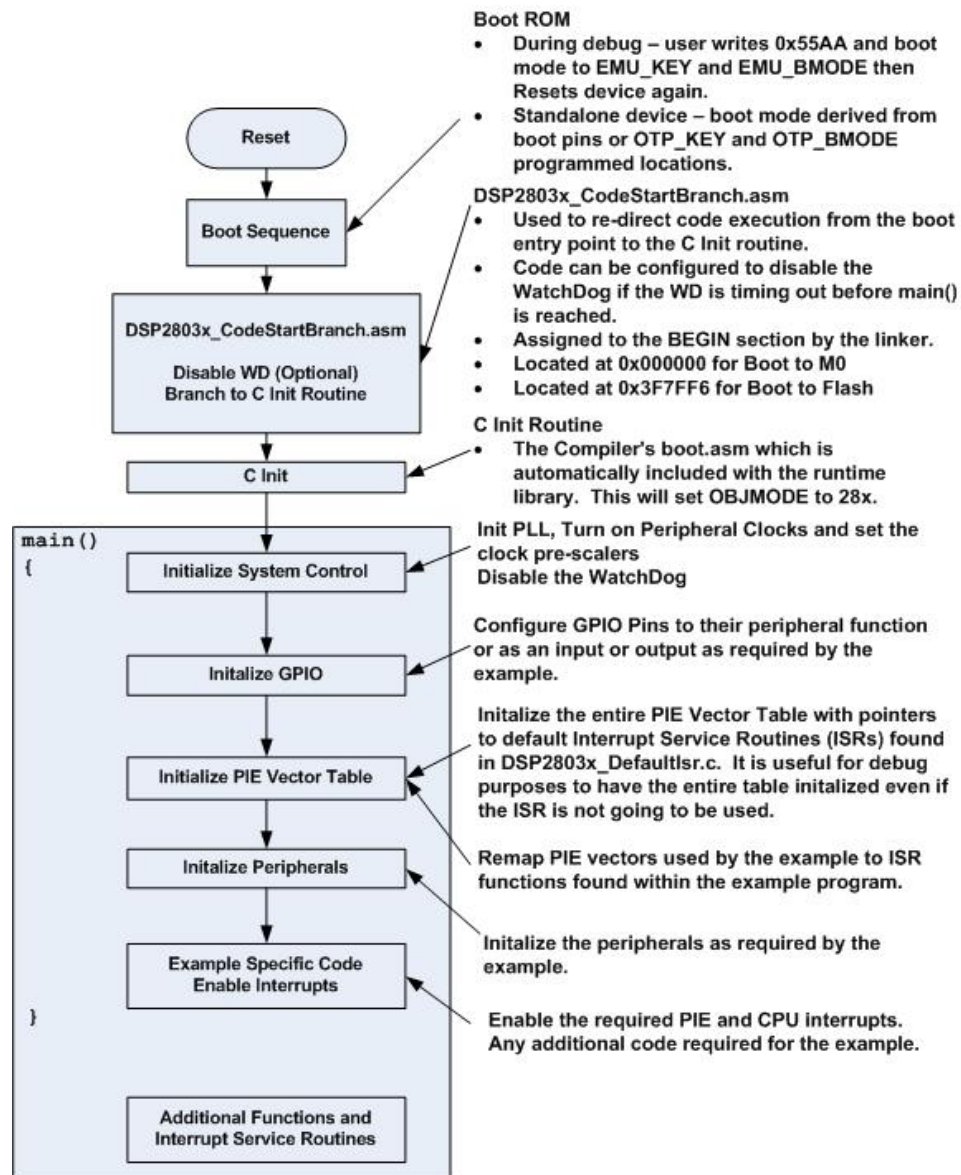 Boot ROM
• During debug – user writes 0x55AA and boot
mode to EMU_KEY and EMU_BMODE then
Resets device again.
• Standalone device – boot mode derived from
boot pins or OTP_KEY and OTP_BMODE
programmed locations.
Reset
Boot Sequence
DSP2803x_CodeStartBranch.asm
• Used to re-direct code execution from the boot
entry point to the C Init routine.
• Code can be configured to disable the
WatchDog if the WD is timing out before main()
is reached.
• Assigned to the BEGIN section by the linker.
• Located at 0x000000 for Boot to M0
• Located at 0x3F7FF6 for Boot to Flash
DSP2803x_CodeStartBranch.asm
Disable WD (Optional)
Branch to C Init Routine
C Init Routine
• The Compiler's boot.asm which is
automatically included with the runtime
library. This will set OBJMODE to 28x.
C Init
main()
{
Initialize System Control
Init PLL, Turn on Peripheral Clocks and set the
clock pre-scalers
Disable the WatchDog
Initalize GPIO
Configure GPIO Pins to their peripheral function
or as an input or output as required by the
example.
Initialize PIE Vector Table
Initalize the entire PIE Vector Table with pointers
to default Interrupt Service Routines (ISRs) found
in DSP2803x_DefaultIsr.c. It is useful for debug
purposes to have the entire table initalized even if
the ISR is not going to be used.
Remap PIE vectors used by the example to ISR
functions found within the example program.
Initalize Peripherals
Initalize the peripherals as required by the
example.
Example Specific Code
Enable Interrupts
Enable the required PIE and CPU interrupts.
Any additional code required for the example.
}
Additional Functions and
Interrupt Service Routines